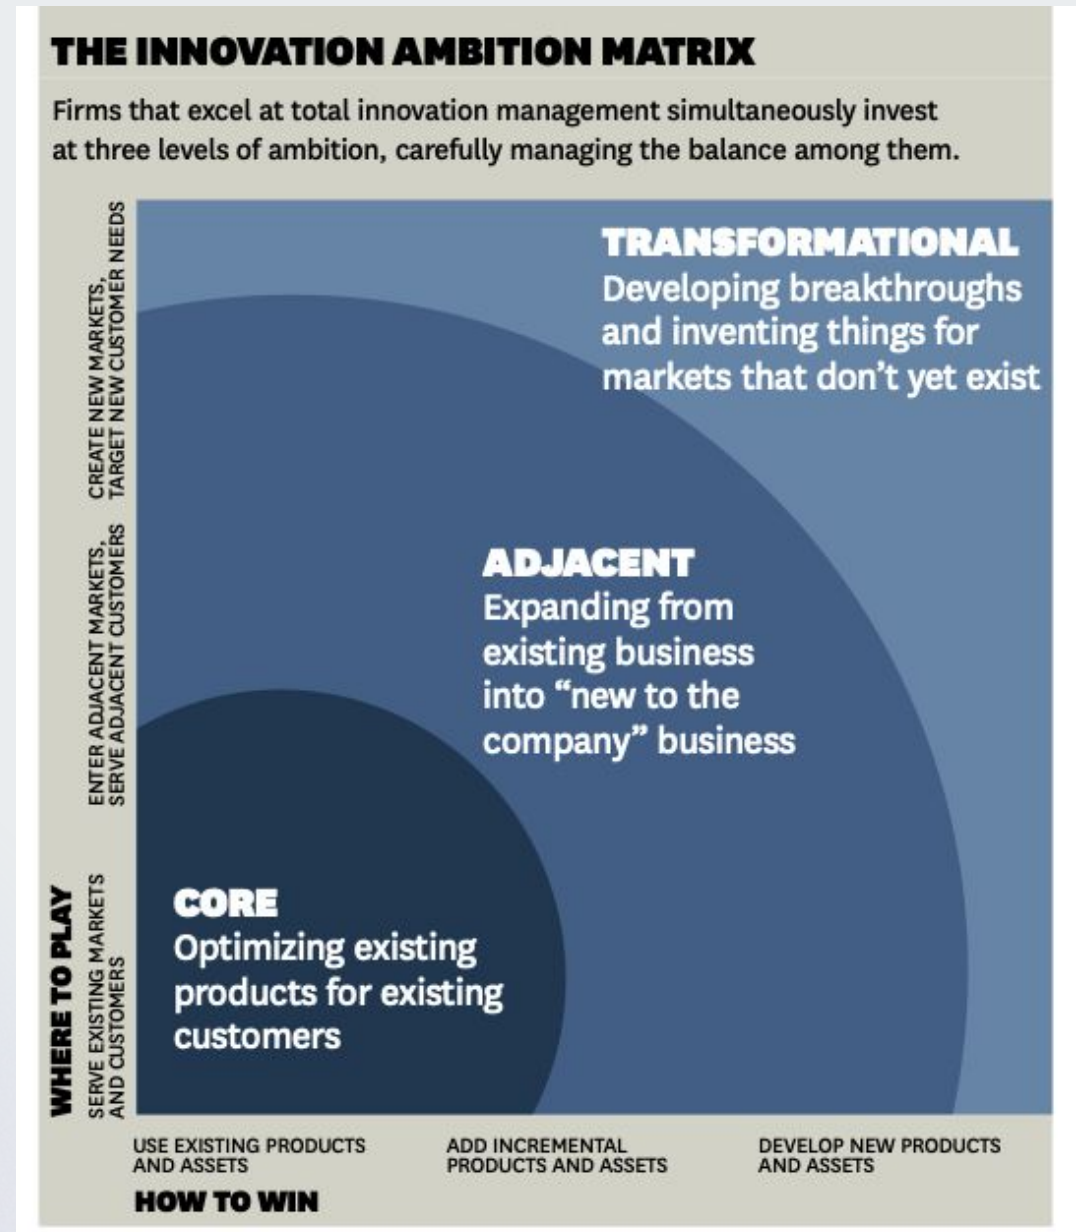 THE INNOVATION AMBITION MATRIX
Firms that excel at total innovation management simultaneously invest
at three levels of ambition, carefully managing the balance among them.
CREATE NEW MARKETS,
TARGET NEW CUSTOMER NEEDS
TRANSFORMATIONAL
Developing breakthroughs
and inventing things for
markets that don’t yet exist
ENTER ADJACENT MARKETS,
SERVE ADJACENT CUSTOMERS
ADJACENT
Expanding from
existing business
into “new to the
company” business
WHERE TO PLAY
SERVE EXISTING MARKETS
AND CUSTOMERS
CORE
Optimizing existing
products for existing
customers
USE EXISTING PRODUCTS
AND ASSETS
ADD INCREMENTAL
PRODUCTS AND ASSETS
DEVELOP NEW PRODUCTS
AND ASSETS
HOW TO WIN